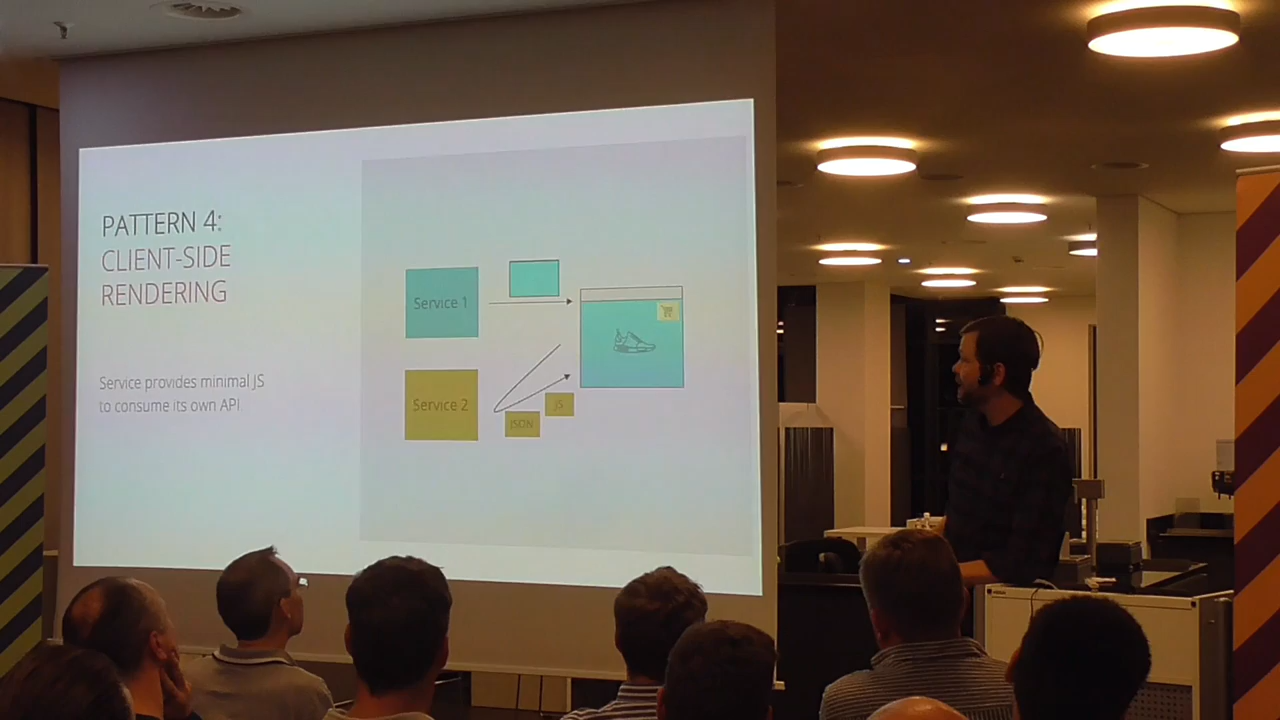 PATTERN 4:
CLIENT-SIDE
RENDERING
Service provides minimal JS
to consume its own API
Service 1
Service 2
JSON
JS